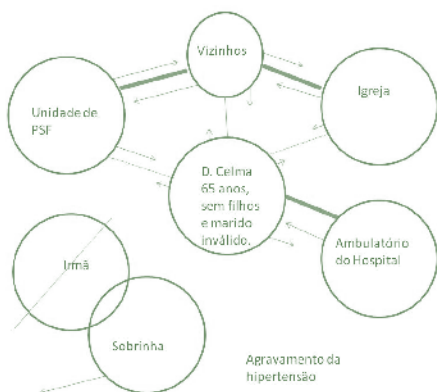 Vizinhos
Unidade de
PSF
Igreja
D. Celma
65 anos,
sem filhos
e marido
inválido.
Irmã
Ambulatório
do Hospital
Sobrinha
Agravamento da
hipertensão